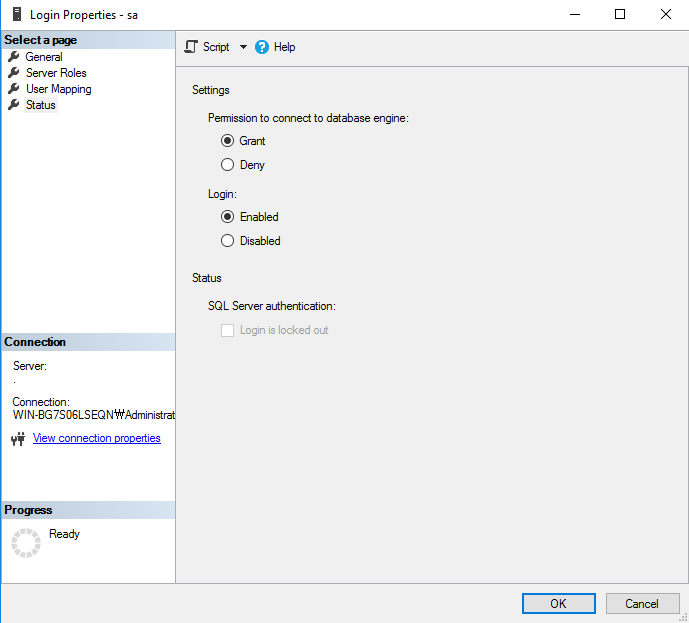 Login Properties - sa
Select a page
General
Server Roles
User Mapping
Status
Script
Help
Settings
Permission to connect to database engine:
Grant
Deny
Login:
Enabled
Disabled
Status
SQL Server authentication:
Login is locked out
Connection
Server:
.
Connection:
WIN-BG7S06LSEQN₩Administrat
View connection properties
Progress
Ready
OK
Cancel